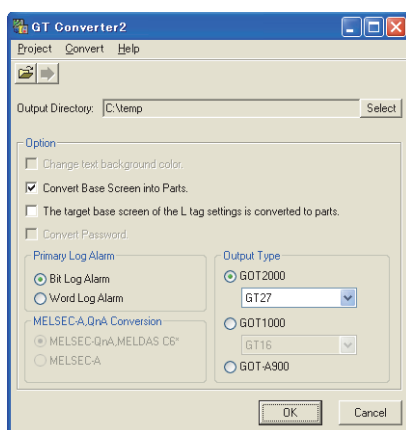 GT Converter2
Project Convert Help
Output Directory: C:\temp Select
Option
Change text background color.
Convert Base Screen into Parts.
The target base screen of the L tag settings is converted to parts.
Convert Password.
Primary Log Alarm
Bit Log Alarm
Word Log Alarm
MELSEC-A,QnA Conversion
MELSEC-QnA,MELDAS C6*
MELSEC-A
Output Type
GOT2000
GT27
GOT1000
GT16
GOT-A900
OK Cancel